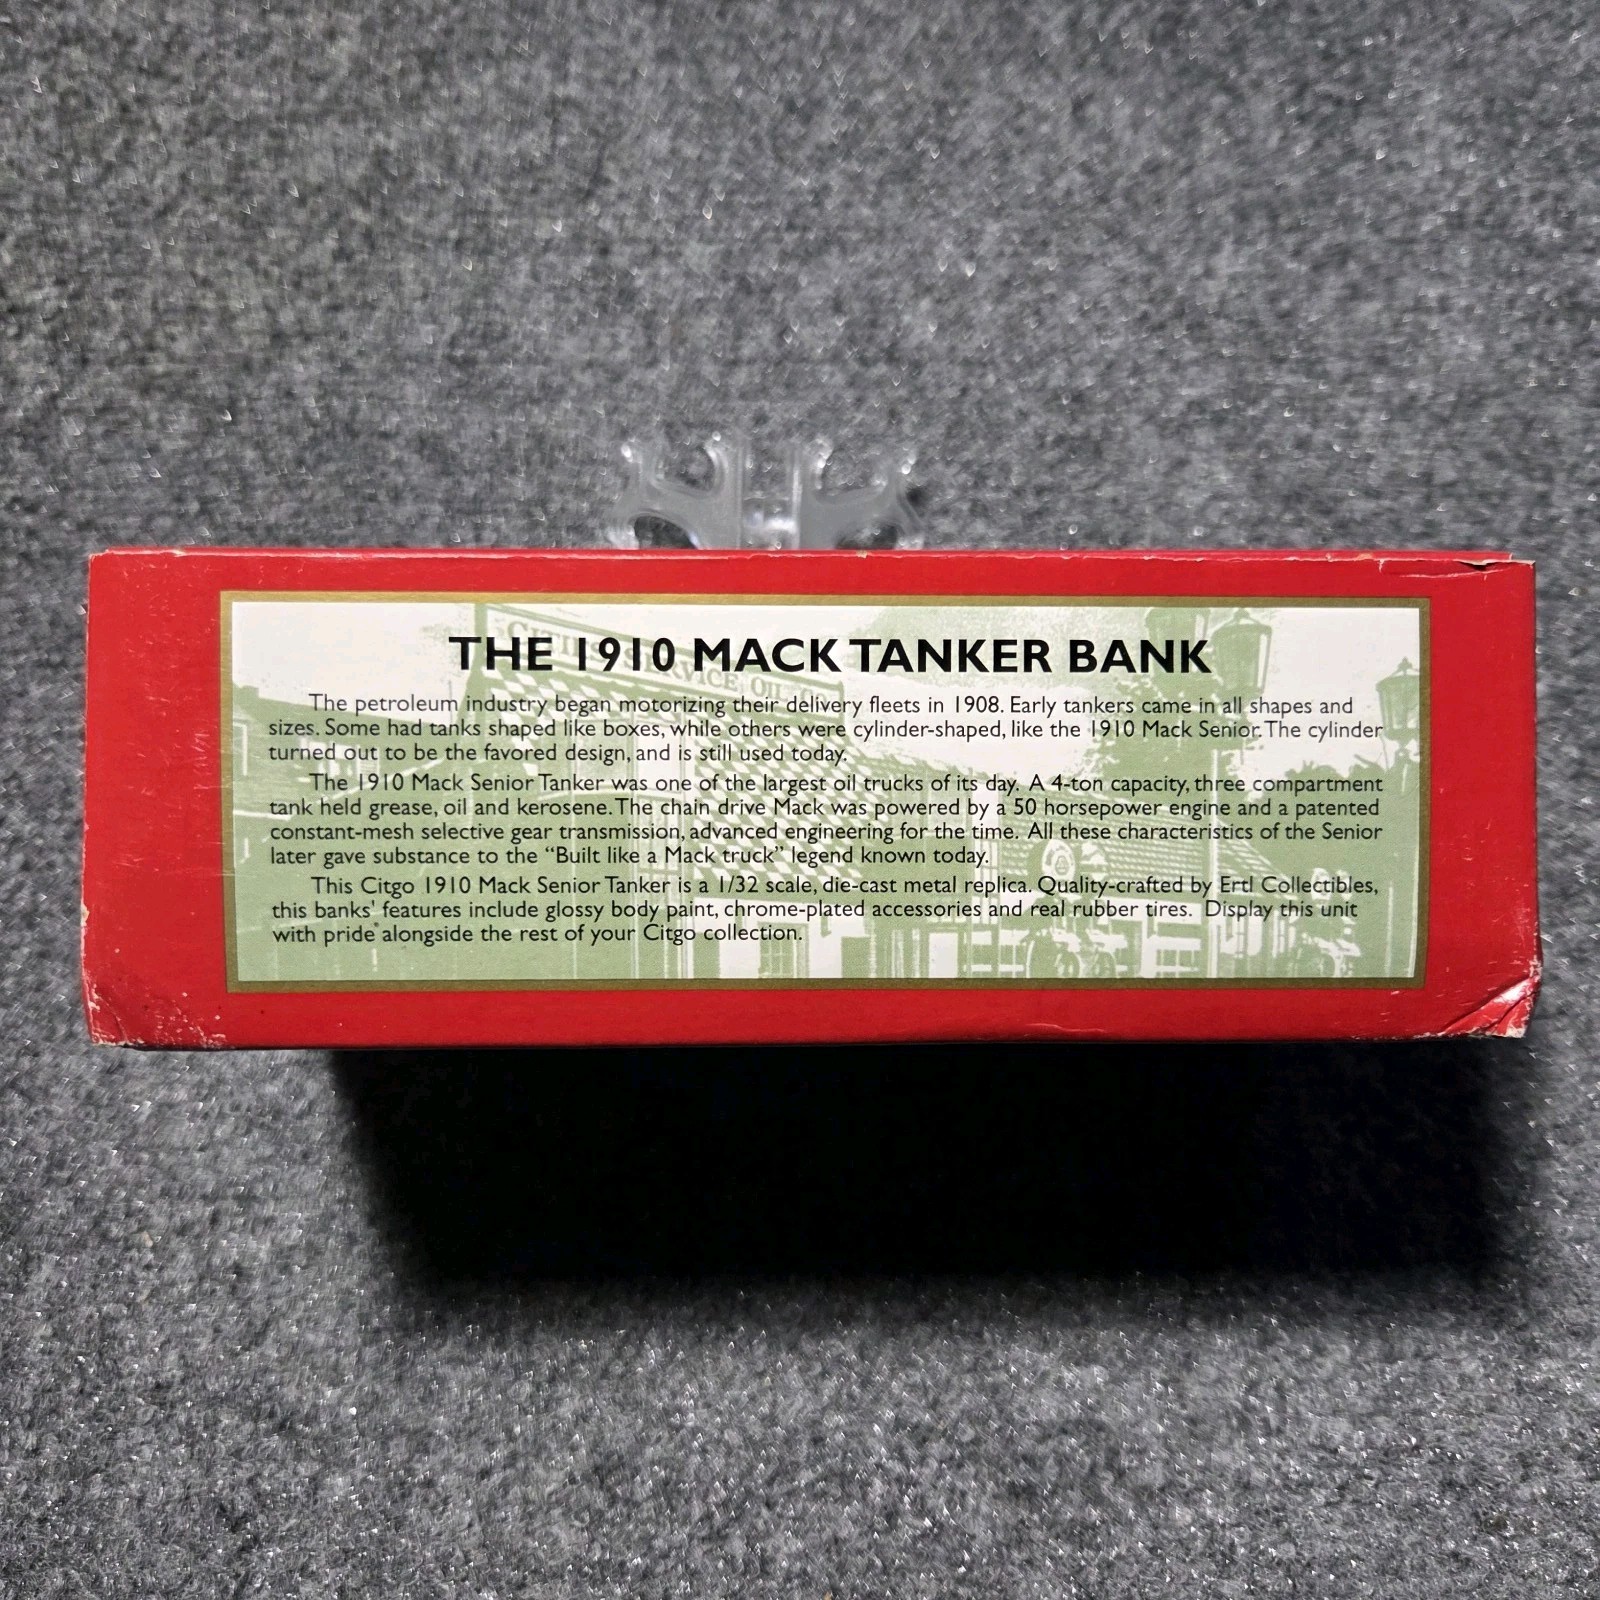 THE 1910 MACK TANKER BANK
The petroleum industry began motorizing their delivery fleets in 1908. Early tankers came in all shapes and
sizes. Some had tanks shaped like boxes, while others were cylinder-shaped, like the 1910 Mack Senior. The cylinder
turned out to be the favored design, and is still used today.
The 1910 Mack Senior Tanker was one of the largest oil trucks of its day. A 4-ton capacity, three compartment
tank held grease, oil and kerosene. The chain drive Mack was powered by a 50 horsepower engine and a patented
constant-mesh selective gear transmission, advanced engineering for the time. All these characteristics of the Senior
later gave substance to the “Built like a Mack truck” legend known today.
This Citgo 1910 Mack Senior Tanker is a 1/32 scale, die-cast metal replica. Quality-crafted by Ertl Collectibles,
this banks' features include glossy body paint, chrome-plated accessories and real rubber tires. Display this unit
with pride alongside the rest of your Citgo collection.